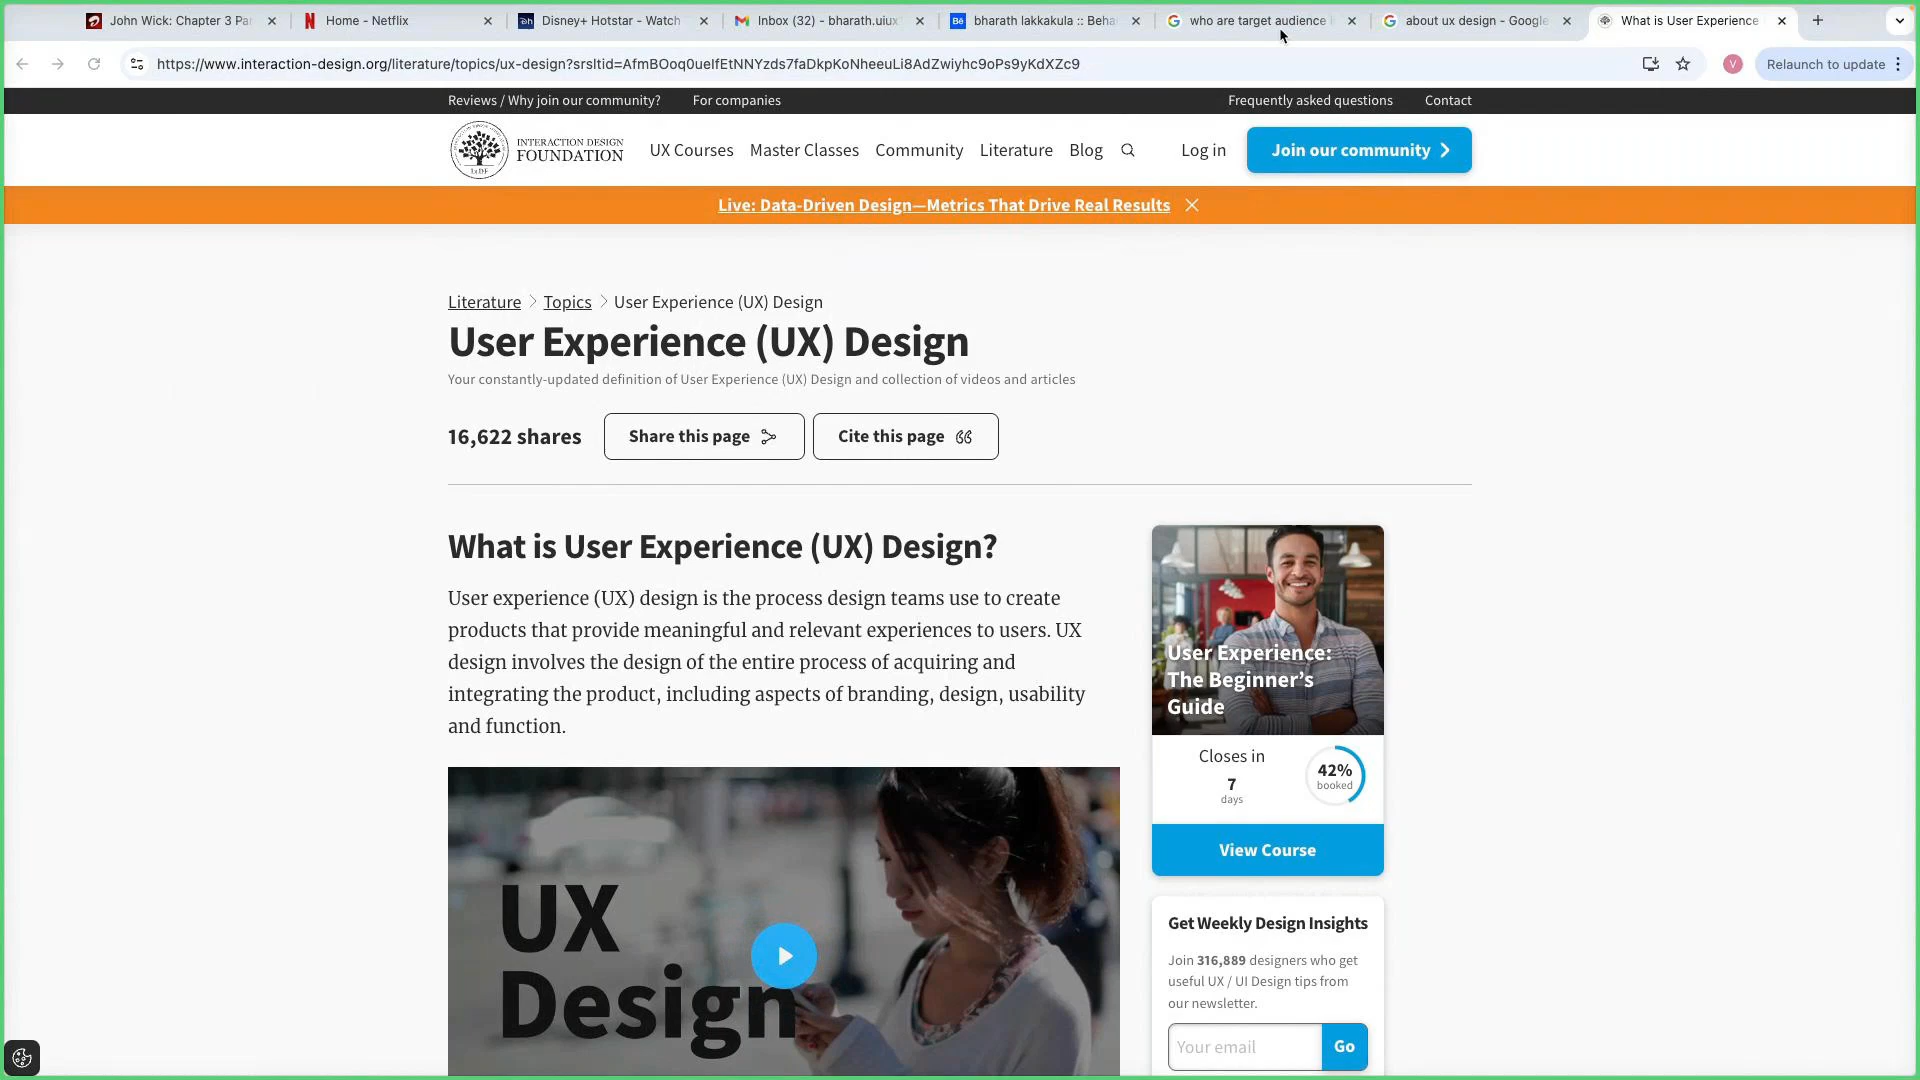 John Wick: Chapter 3 Par
Home - Netflix
Disney+ Hotstar - Watch
Inbox (32) - bharath.uiux
bharath lakkakula :: Beha
who are target audience i
about ux design - Google
What is User Experience
https://www.interaction-design.org/literature/topics/ux-design?srsltid=AfmBOoq0uelfEtNNYzds7faDkpKoNheeuLi8AdZwiyhc9oPs9yKdXZc9
V
Relaunch to update
Reviews / Why join our community?
For companies
Frequently asked questions
Contact
INTERACTION DESIGN
FOUNDATION
IxDF
UX Courses
Master Classes
Community
Literature
Blog
Log in
Join our community
Live: Data-Driven Design—Metrics That Drive Real Results
Literature > Topics > User Experience (UX) Design
User Experience (UX) Design
Your constantly-updated definition of User Experience (UX) Design and collection of videos and articles
16,622 shares
Share this page
Cite this page
What is User Experience (UX) Design?
User experience (UX) design is the process design teams use to create
products that provide meaningful and relevant experiences to users. UX
design involves the design of the entire process of acquiring and
integrating the product, including aspects of branding, design, usability
and function.
UX
Design
User Experience:
The Beginner's
Guide
Closes in
7
days
42%
booked
View Course
Get Weekly Design Insights
Join 316,889 designers who get
useful UX / UI Design tips from
our newsletter.
Your email
Go